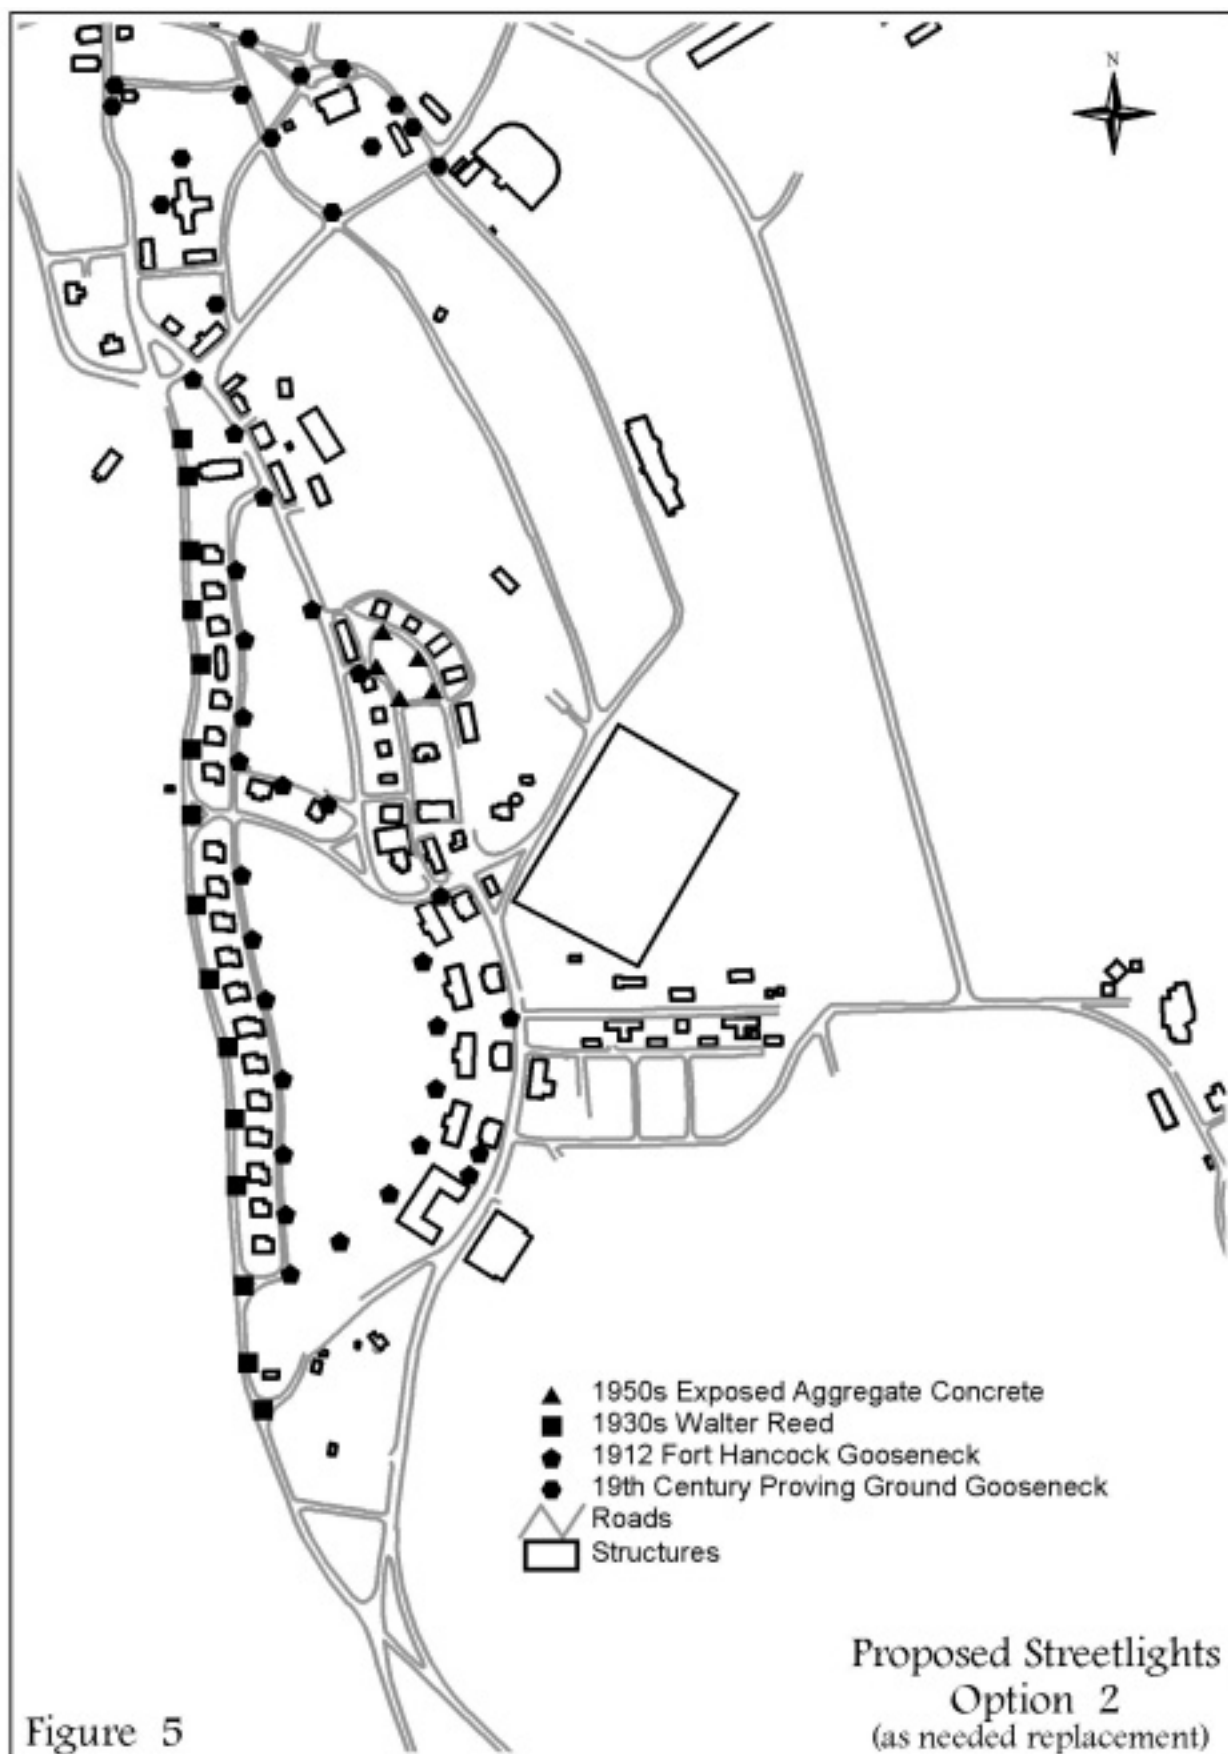 N
1950s Exposed Aggregate Concrete
1930s Walter Reed
1912 Fort Hancock Gooseneck
19th Century Proving Ground Gooseneck
Roads
Structures
Proposed Streetlights
Option 2
(as needed replacement)
Figure 5